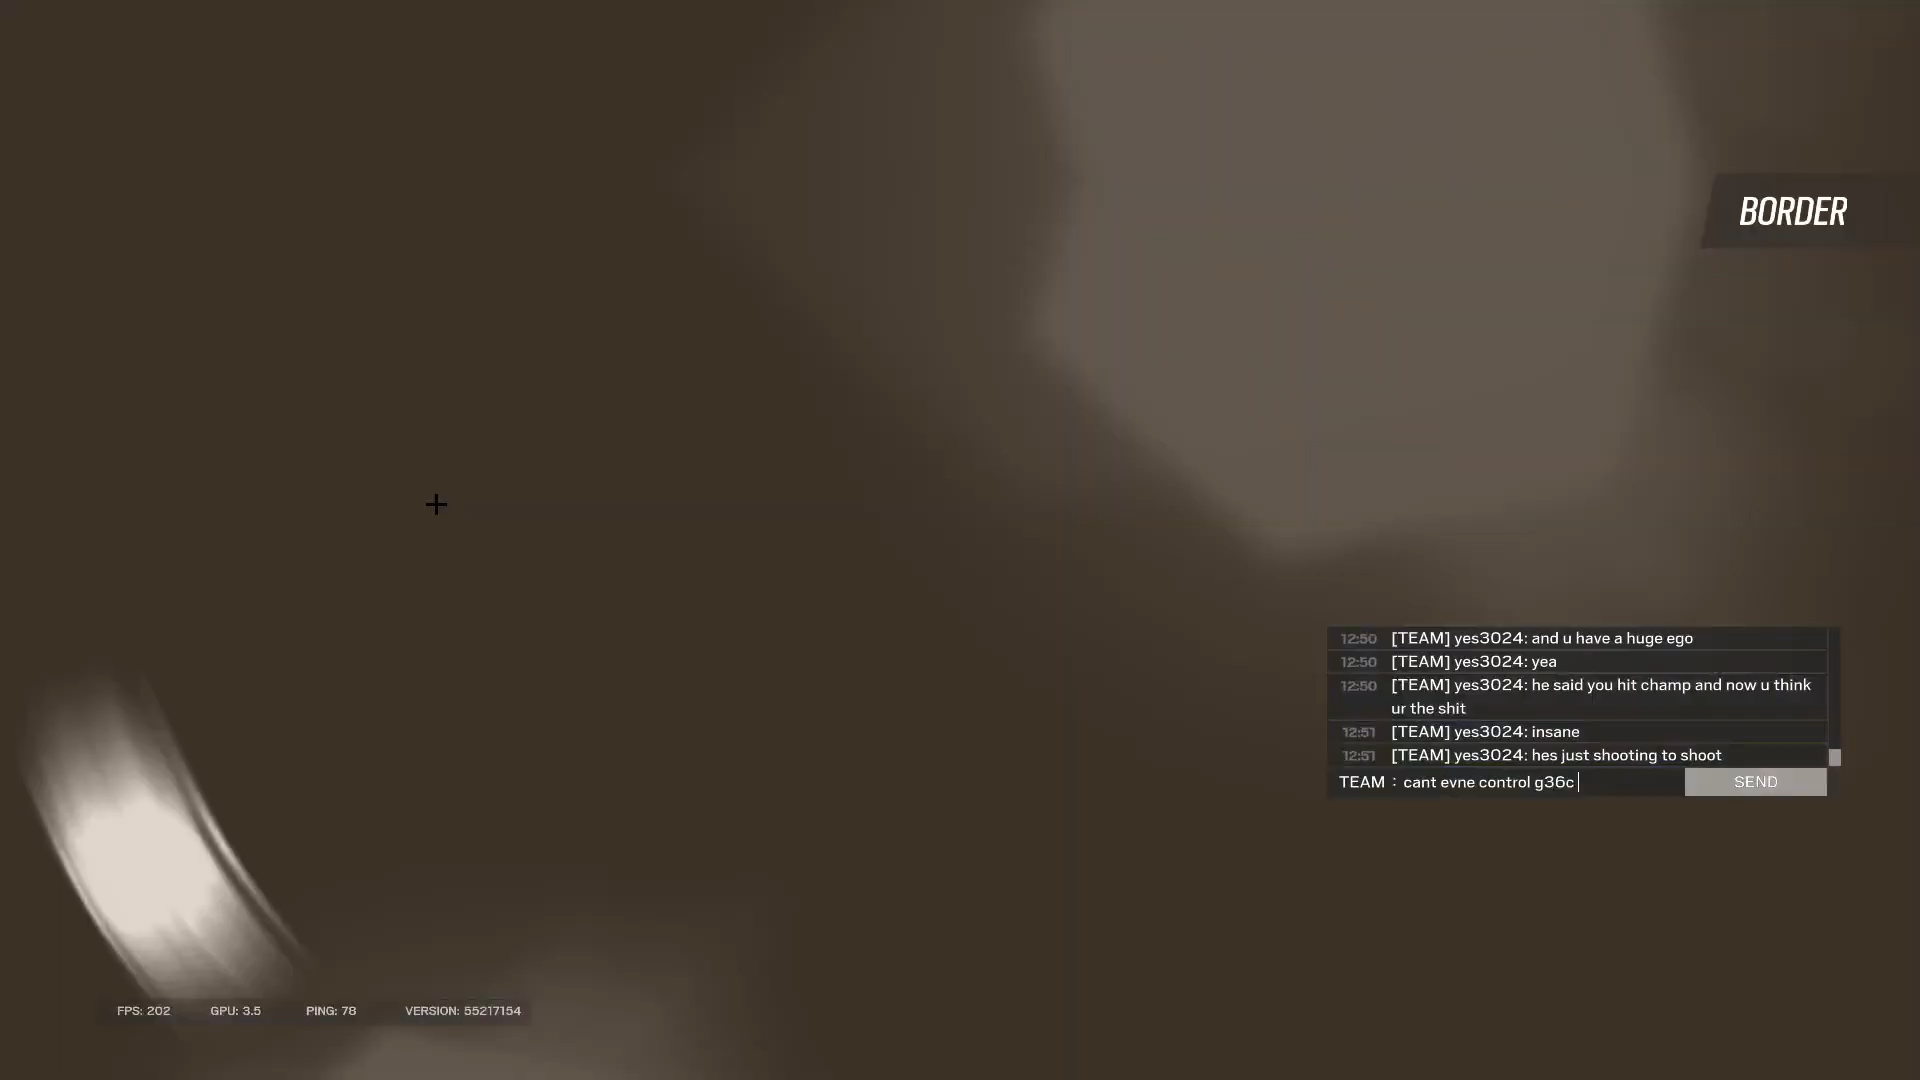 BORDER
12:50 [TEAM] yes3024: and u have a huge ego
12:50 [TEAM] yes3024: yea
12:50 [TEAM] yes3024: he said you hit champ and now u think
ur the shit
12:51 [TEAM] yes3024: insane
12:51 [TEAM] yes3024: hes just shooting to shoot
TEAM : cant evne control g36c SEND
FPS: 202 GPU: 3.5 PING: 78 VERSION: 55217154